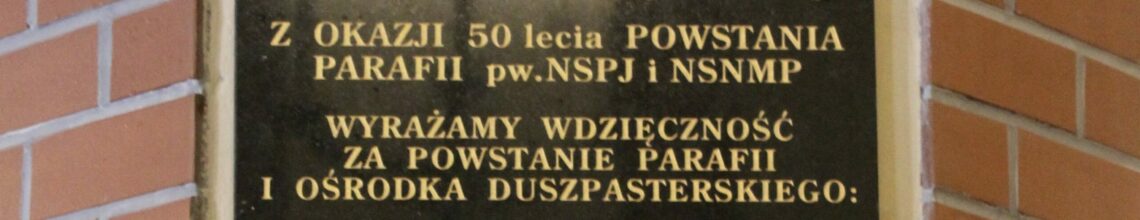 Z OKAZJI 50 lecia POWSTANIA
PARAFII pw.NSPJ i NSNMP
WYRAŻAMY WDZIĘCZNOŚĆ
ZA POWSTANIE PARAFII
I OŚRODKA DUSZPASTERSKIEGO: